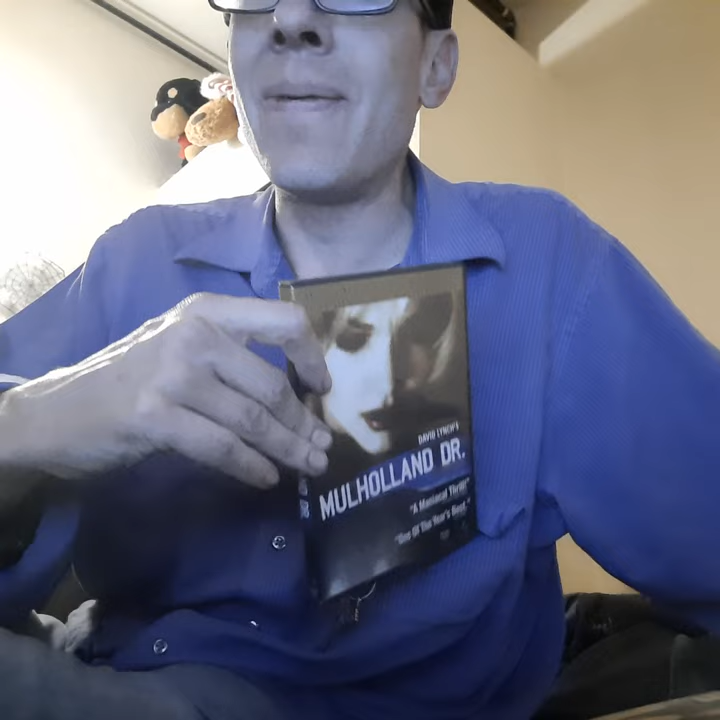 DAVID LYNCH'S
MULHOLLAND DR.
"A Maniacal Thrill!"
"One Of The Year's Best."